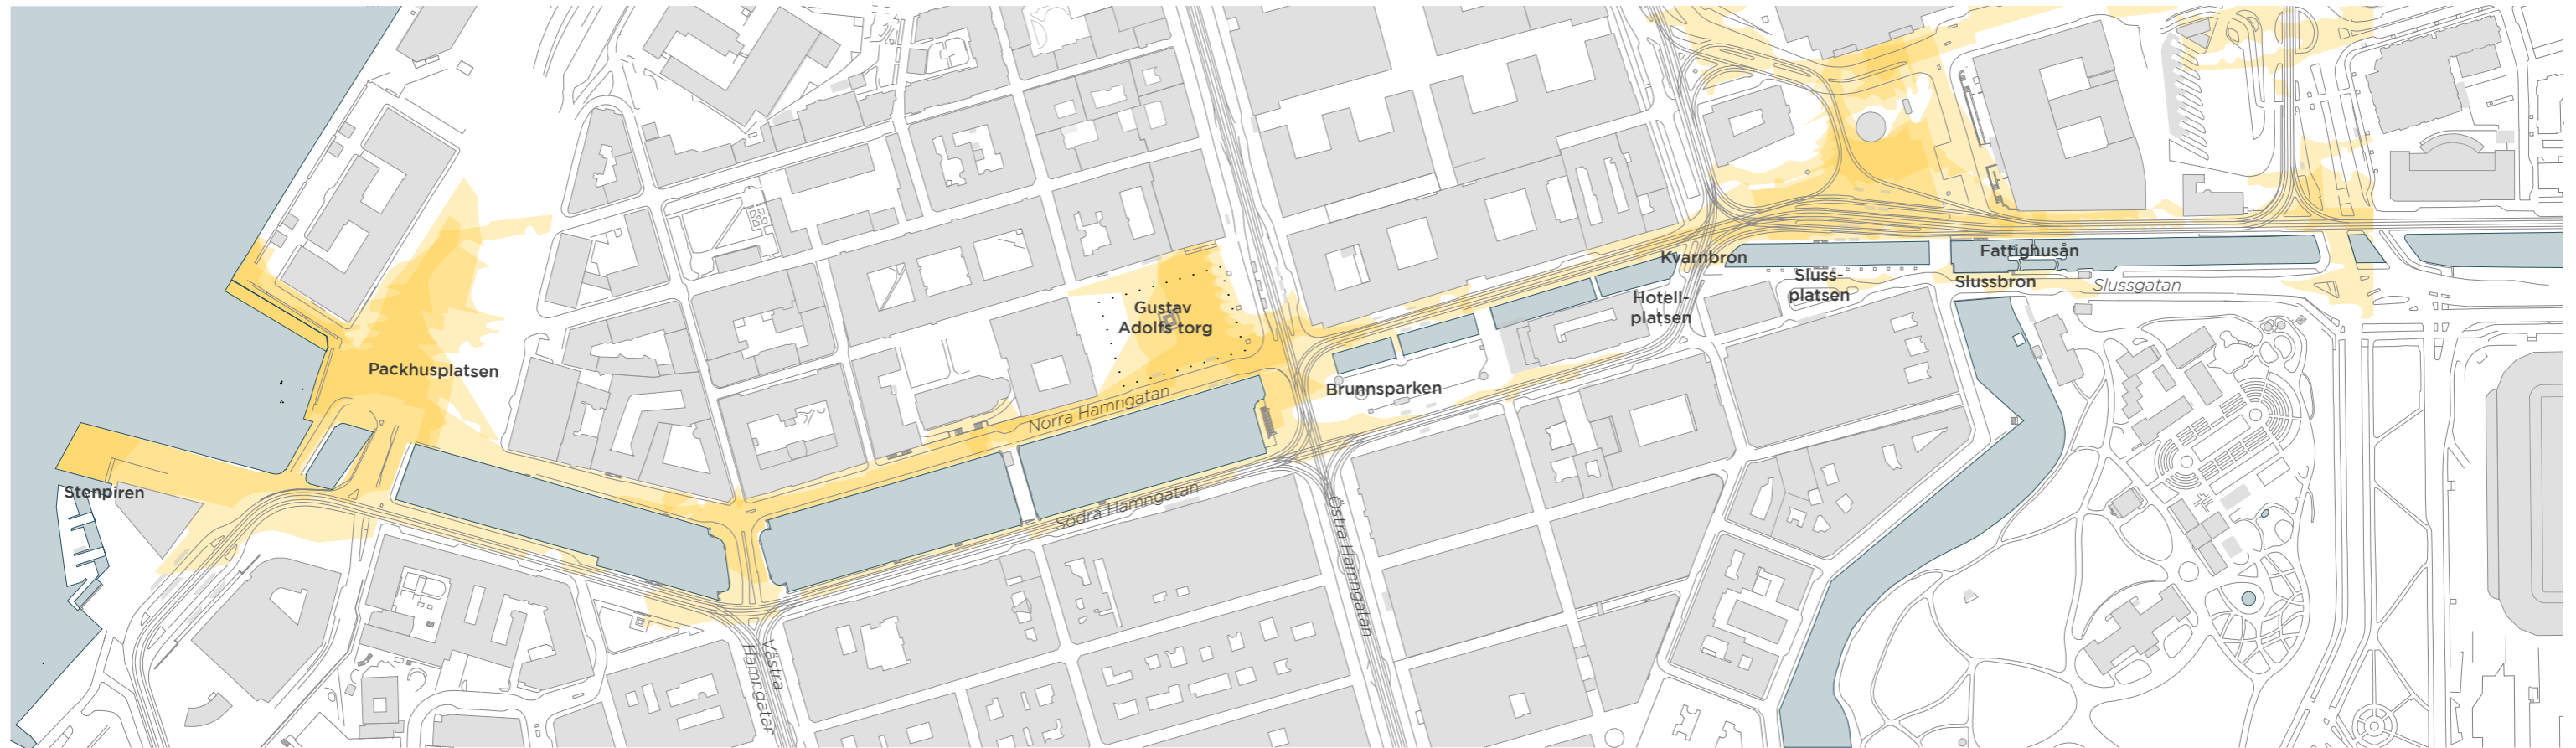 Stenpiren
Packhusplatsen
Västra
Hamngatan
Gustav
Adolfs torg
Norra Hamngatan
Södra Hamngatan
Östra Hamngatan
Brunnsparken
Hotell-
platsen
Kvarnbron
Sluss-
platsen
Fattighusån
Slussbron
Slussgatan